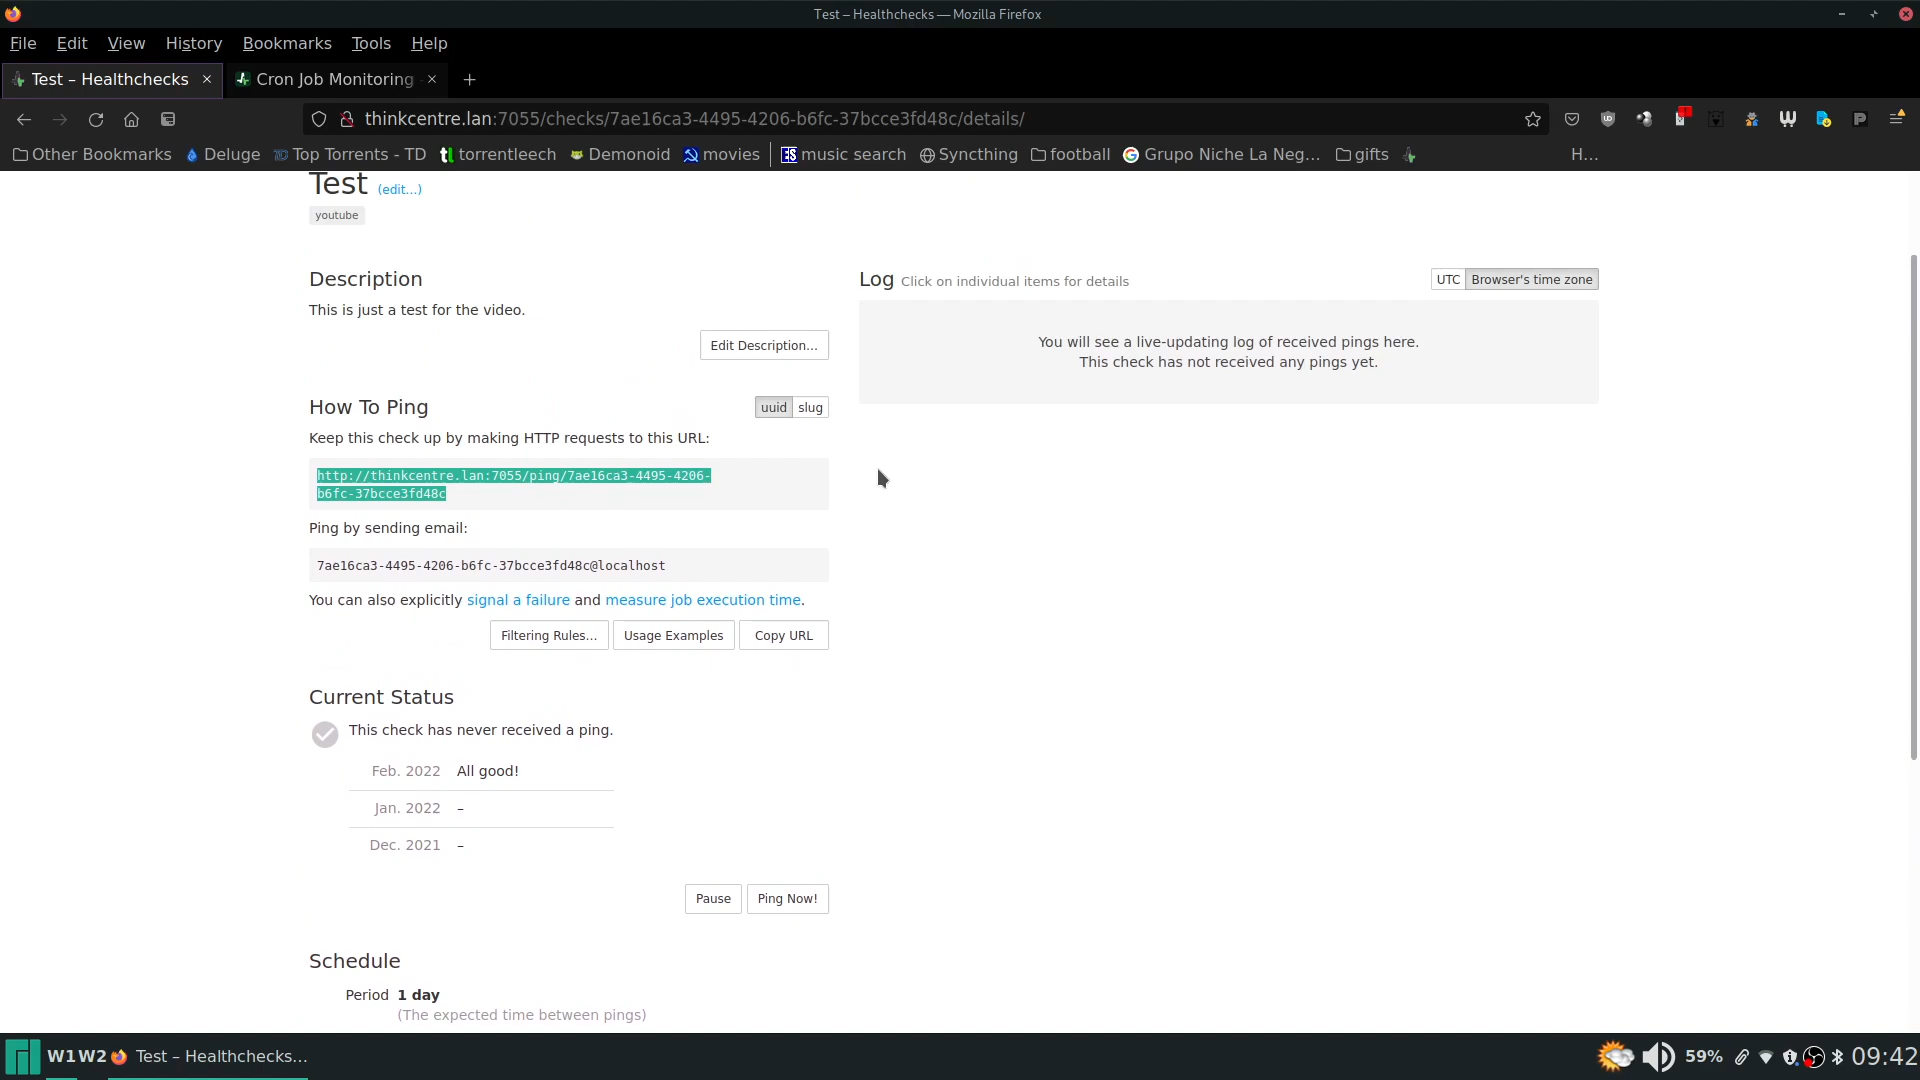 Test – Healthchecks — Mozilla Firefox
File Edit View History Bookmarks Tools Help
Test – Healthchecks
Cron Job Monitoring
thinkcentre.lan:7055/checks/7ae16ca3-4495-4206-b6fc-37bcce3fd48c/details/
Other Bookmarks Deluge Top Torrents - TD torrentleech Demonoid movies music search Syncthing football Grupo Niche La Neg… gifts H…
Test (edit…)
youtube
Description
This is just a test for the video.
Edit Description…
How To Ping
uuid slug
Keep this check up by making HTTP requests to this URL:
http://thinkcentre.lan:7055/ping/7ae16ca3-4495-4206-
b6fc-37bcce3fd48c
Ping by sending email:
7ae16ca3-4495-4206-b6fc-37bcce3fd48c@localhost
You can also explicitly signal a failure and measure job execution time.
Filtering Rules… Usage Examples Copy URL
Current Status
This check has never received a ping.
Feb. 2022 All good!
Jan. 2022 –
Dec. 2021 –
Pause Ping Now!
Schedule
Period 1 day
(The expected time between pings)
Log Click on individual items for details
UTC Browser's time zone
You will see a live-updating log of received pings here.
This check has not received any pings yet.
W1 W2 Test – Healthchecks…
59% 09:42